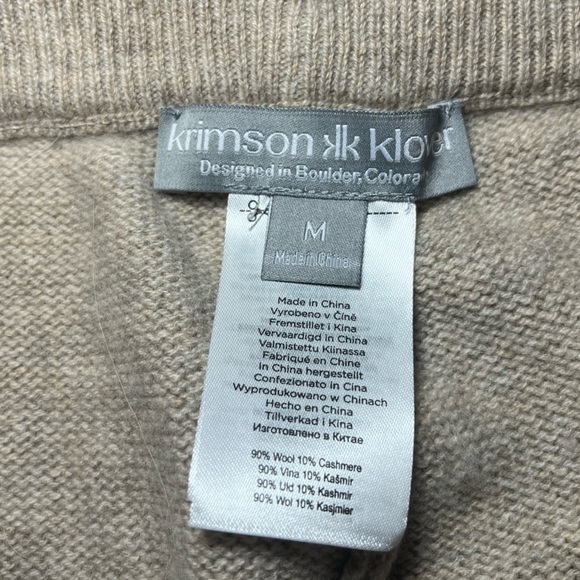 krimson kk klover
Designed in Boulder, Colora
M
Made in China
Made in China
Vyrobeno v Číně
Fremstillet i Kina
Vervaardigd in China
Valmistettu Kiinassa
Fabriqué en Chine
In China hergestellt
Confezionato in Cina
Wyprodukowano w Chinach
Hecho en China
Tillverkad i Kina
Изготовлено в Китае
90% Wool 10% Cashmere
90% Vlna 10% Kašmír
90% Uld 10% Kashmir
90% Wol 10% Kasjmier